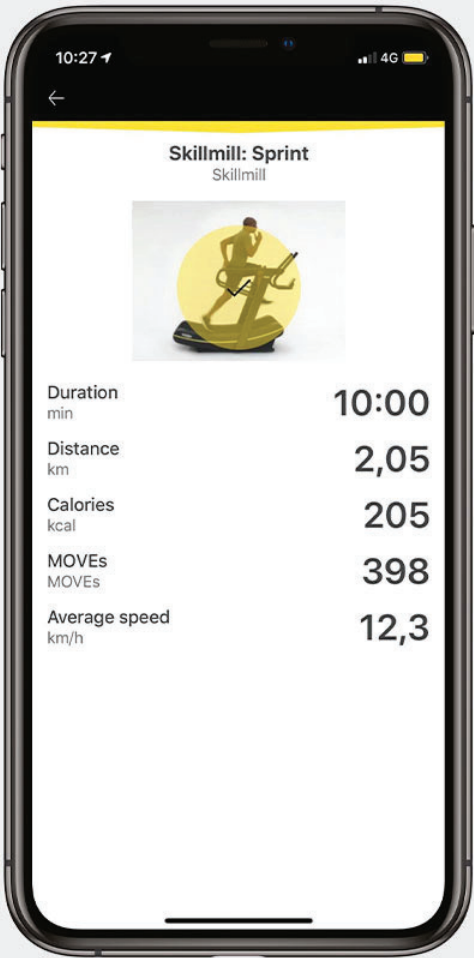 10:27
4G
Skillmill: Sprint
Skillmill
Duration
min
10:00
Distance
km
2,05
Calories
kcal
205
MOVEs
MOVEs
398
Average speed
km/h
12,3